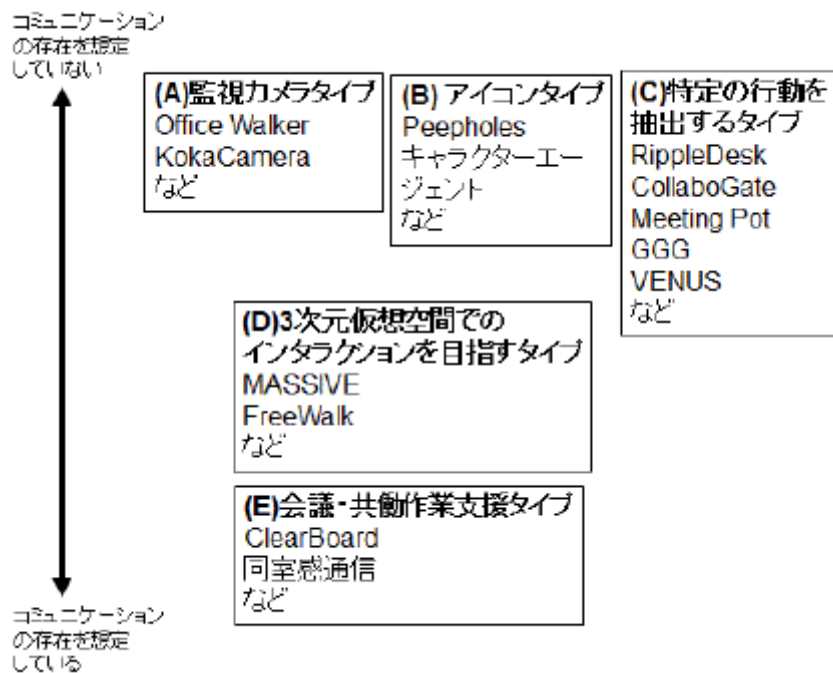 コミュニケーション
の存在を想定
していない
(A)監視カメラタイプ
Office Walker
KokaCamera
など
(B) アイコンタイプ
Peepholes
キャラクターエー
ジェント
など
(C)特定の行動を
抽出するタイプ
RippleDesk
CollaboGate
Meeting Pot
GGG
VENUS
など
(D)3次元仮想空間での
インタラクションを目指すタイプ
MASSIVE
FreeWalk
など
(E)会議・共働作業支援タイプ
ClearBoard
同室感通信
など
コミュニケーション
の存在を想定
している